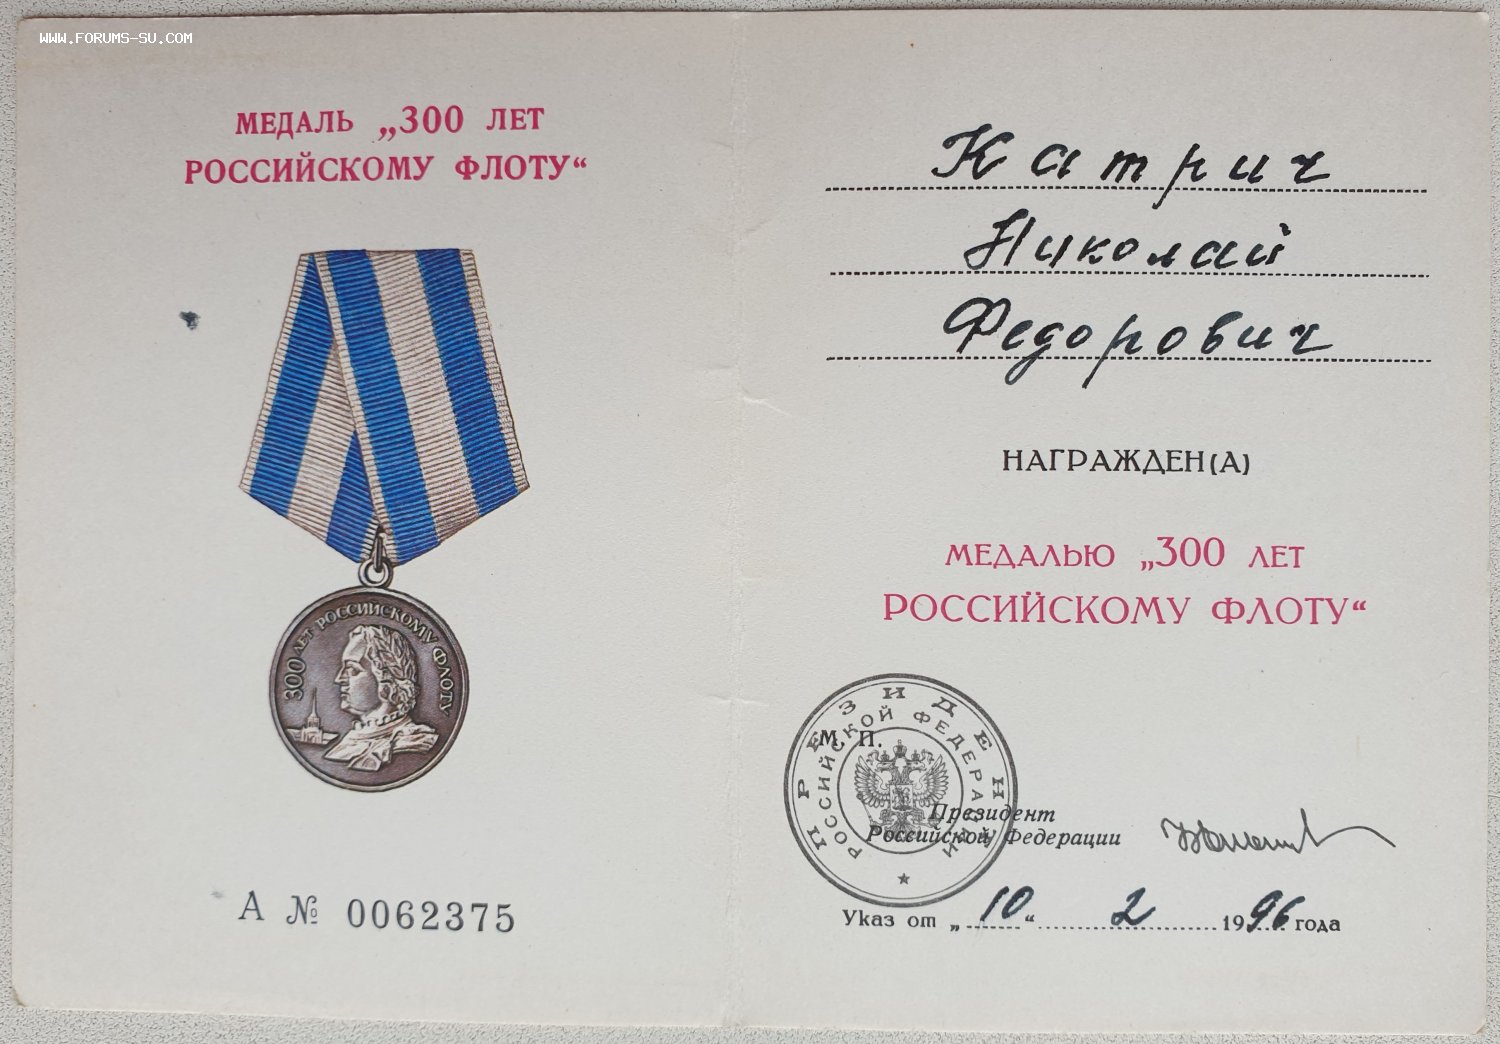 WWW.FORUMS-SU.COM
МЕДАЛЬ „300 ЛЕТ
РОССИЙСКОМУ ФЛОТУ“
300 ЛЕТ РОССИЙСКОМУ ФЛОТУ
А № 0062375
Катрич
Николай
Федорович
НАГРАЖДЕН(А)
МЕДАЛЬЮ „300 ЛЕТ
РОССИЙСКОМУ ФЛОТУ“
ПРЕЗИДЕНТ
РОССИЙСКОЙ ФЕДЕРАЦИИ
М. П.
Президент
Российской Федерации
Указ от „10“ 2 1996 года